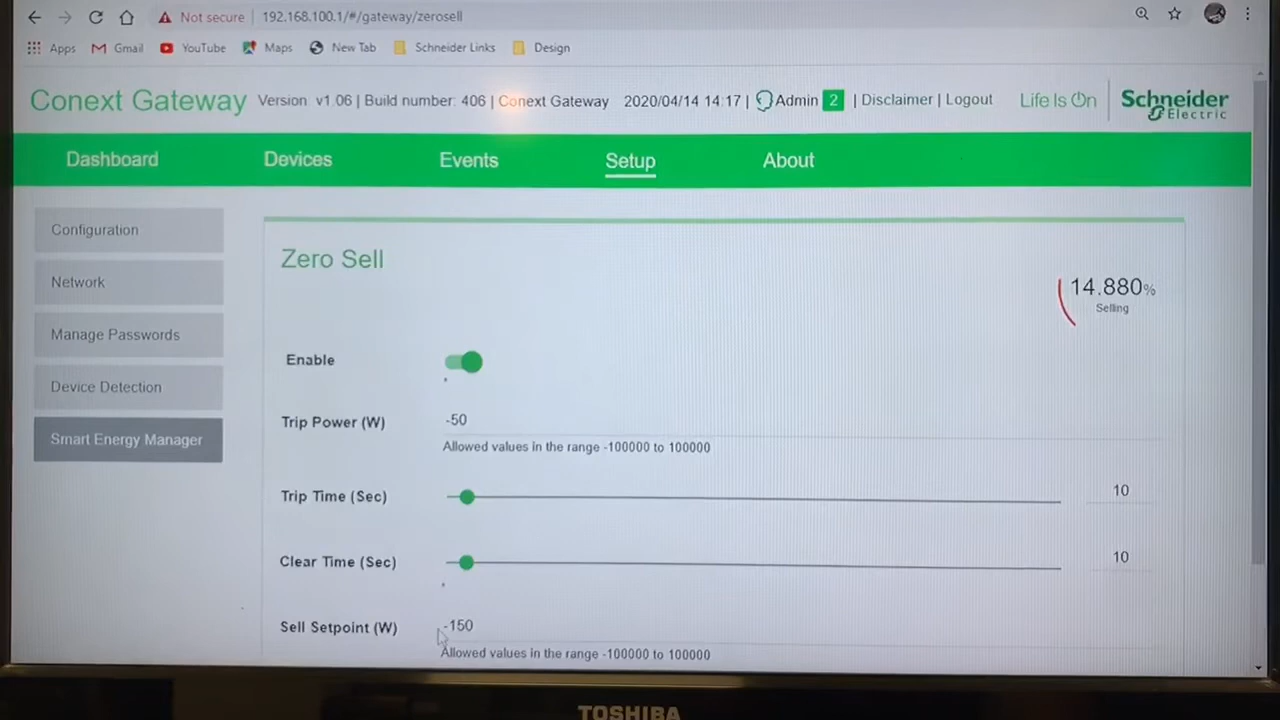 Not secure | 192.168.100.1/#/gateway/zerosell
Apps Gmail YouTube Maps New Tab Schneider Links Design
Conext Gateway Version v1.06 | Build number: 406 | Conext Gateway 2020/04/14 14:17 | Admin 2 | Disclaimer | Logout Life Is On Schneider Electric
Dashboard Devices Events Setup About
Configuration
Network
Manage Passwords
Device Detection
Smart Energy Manager
Zero Sell
14.880%
Selling
Enable
Trip Power (W) -50
Allowed values in the range -100000 to 100000
Trip Time (Sec) 10
Clear Time (Sec) 10
Sell Setpoint (W) -150
Allowed values in the range -100000 to 100000
TOSHIBA